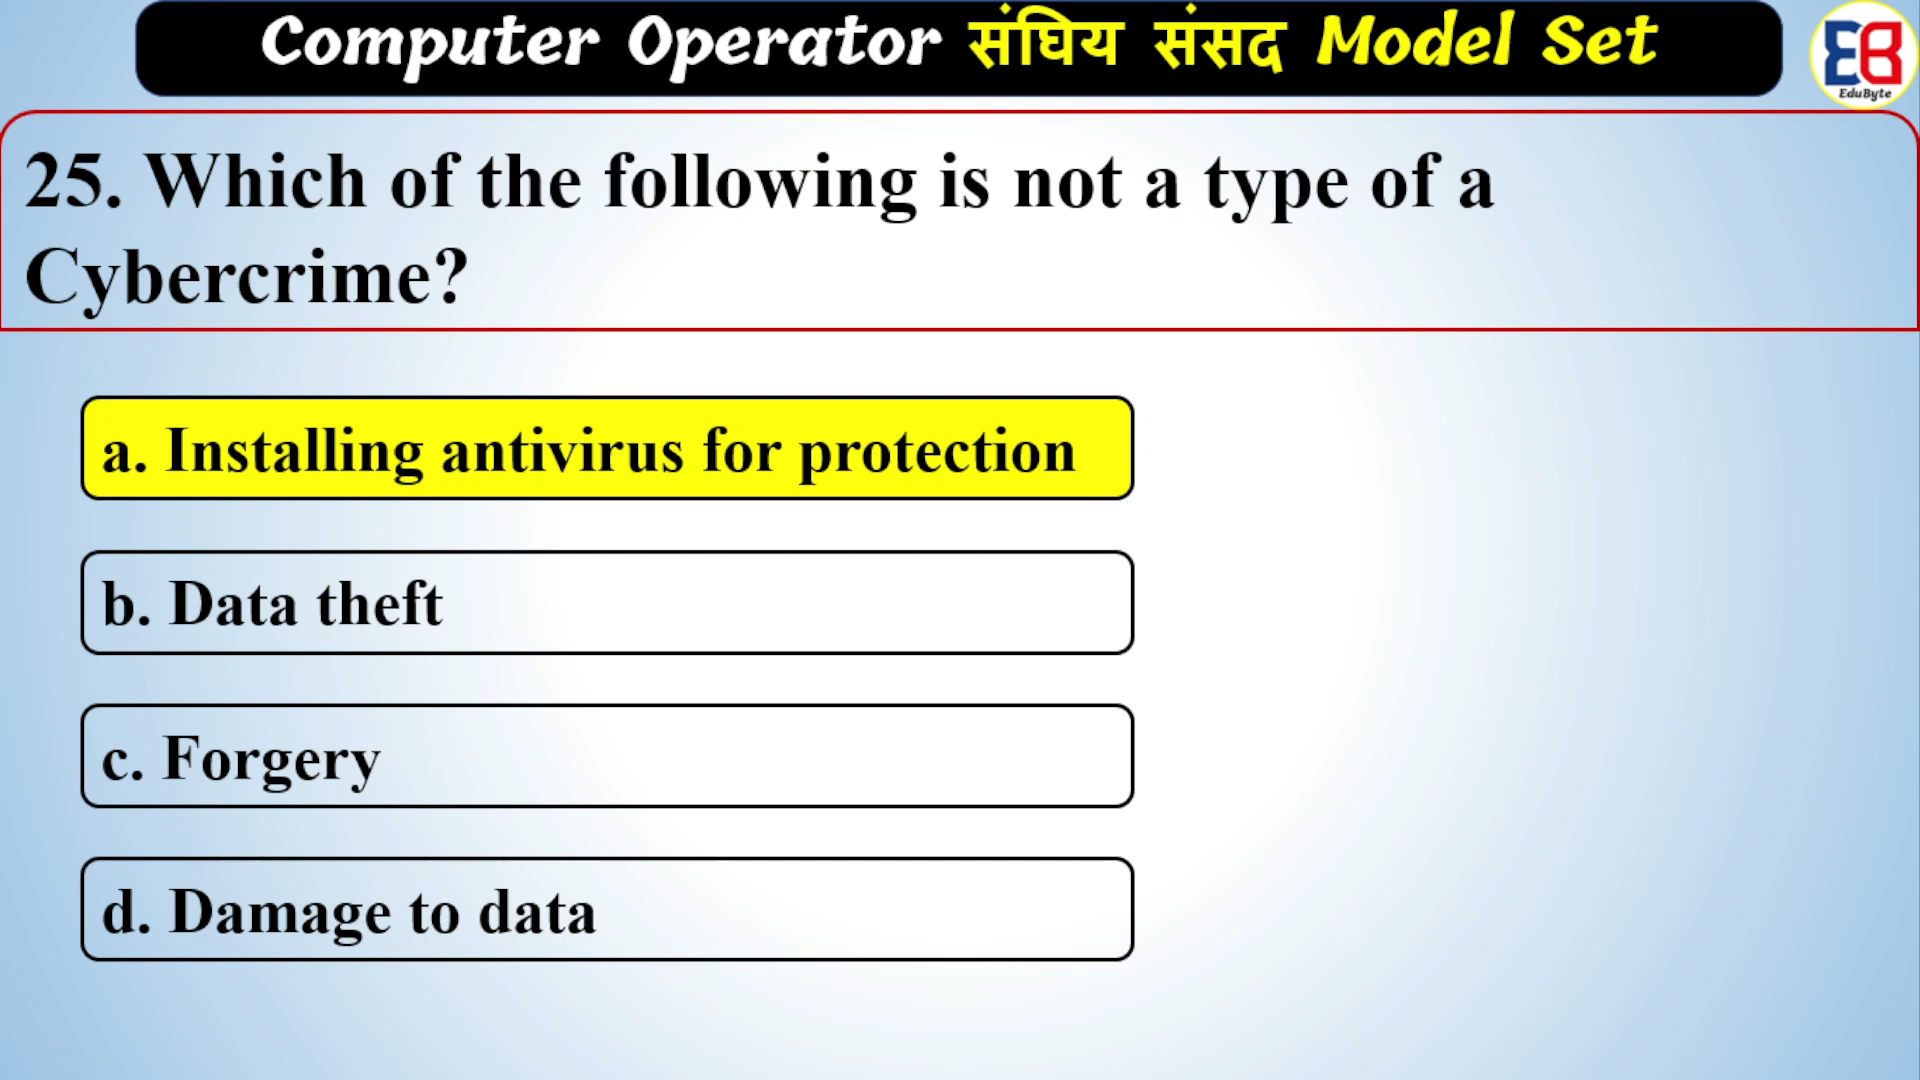 Computer Operator संघिय संसद Model Set
EB
EduByte
25. Which of the following is not a type of a
Cybercrime?
a. Installing antivirus for protection
b. Data theft
c. Forgery
d. Damage to data